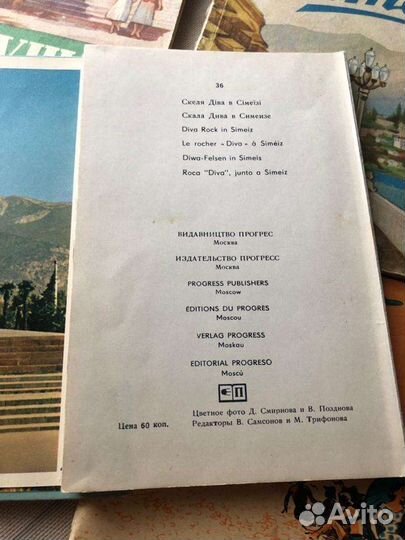 36
Скеля Діва в Сімеїзі
Скала Дива в Симеизе
Diva Rock in Simeiz
Le rocher «Diva» ò Siméiz
Diwa-Felsen in Simeis
Roca "Diva", junto a Simeiz
ВИДАВНИЦТВО ПРОГРЕС
Москва
ИЗДАТЕЛЬСТВО ПРОГРЕСС
Москва
PROGRESS PUBLISHERS
Moscow
ÉDITIONS DU PROGRÈS
Moscou
VERLAG PROGRESS
Moskau
EDITORIAL PROGRESO
Moscú
Цветное фото Д. Смирнова и В. Позднова
Цена 60 коп. Редакторы В. Самсонов и М. Трифонова
Avito